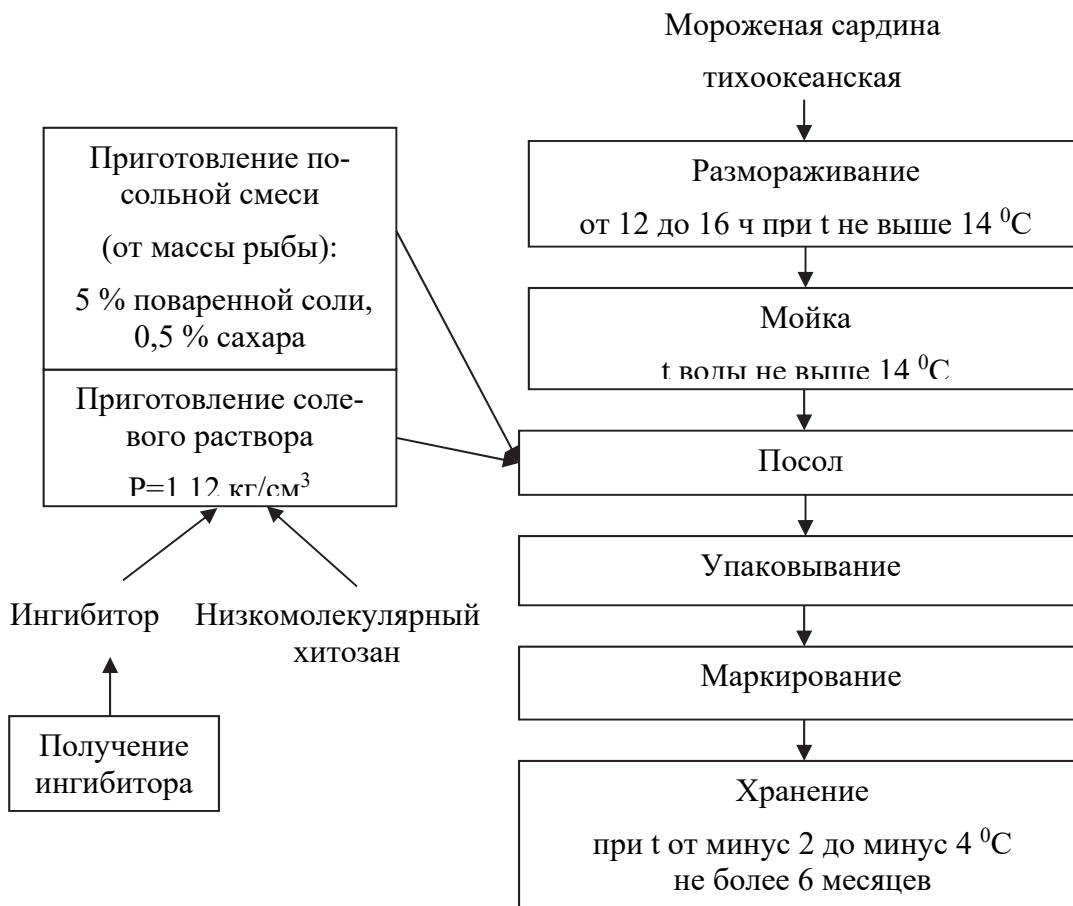 Мороженая сардина
тихоокеанская
Размораживание
от 12 до 16 ч при t не выше 14 ⁰С
Мойка
t воды не выше 14 ⁰С
Приготовление по-
сольной смеси
(от массы рыбы):
5 % поваренной соли,
0,5 % сахара
Приготовление соле-
вого раствора
Р=1,12 кг/см³
Ингибитор
Низкомолекулярный
хитозан
Получение
ингибитора
Посол
Упаковывание
Маркирование
Хранение
при t от минус 2 до минус 4 ⁰С
не более 6 месяцев